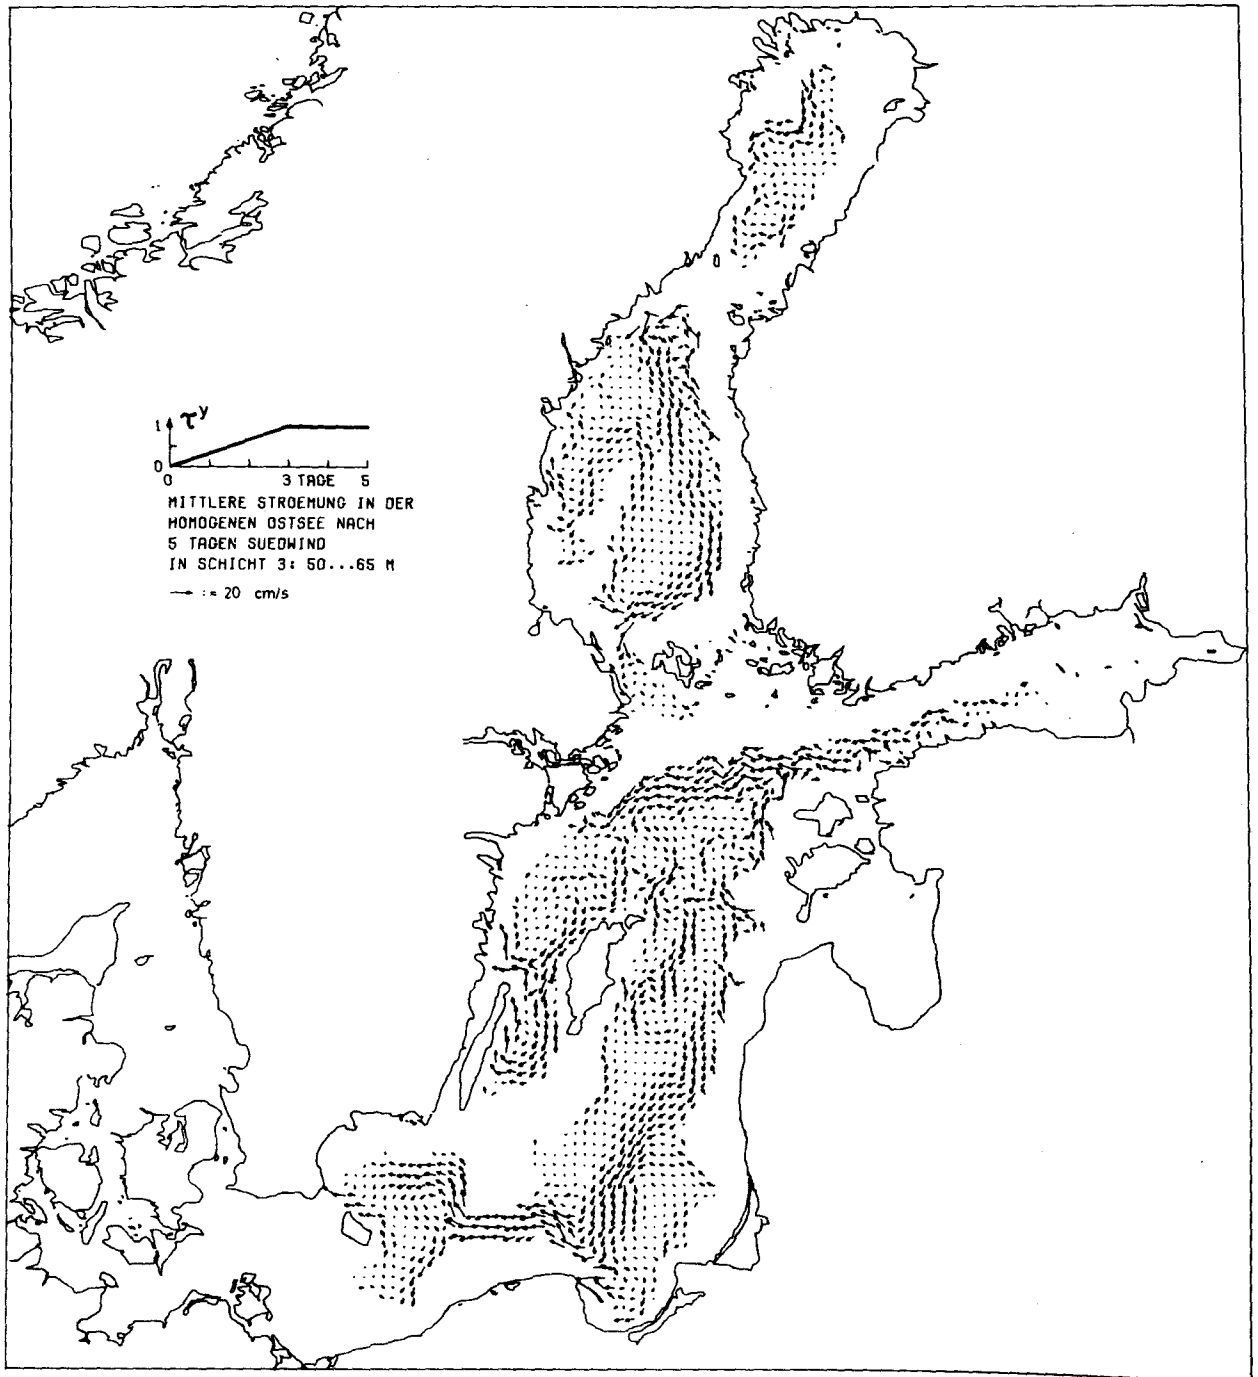 τʸ
1
0
0 3 TAGE 5
MITTLERE STROEMUNG IN DER
HOMOGENEN OSTSEE NACH
5 TAGEN SUEDWIND
IN SCHICHT 3: 50...65 M
→ := 20 cm/s